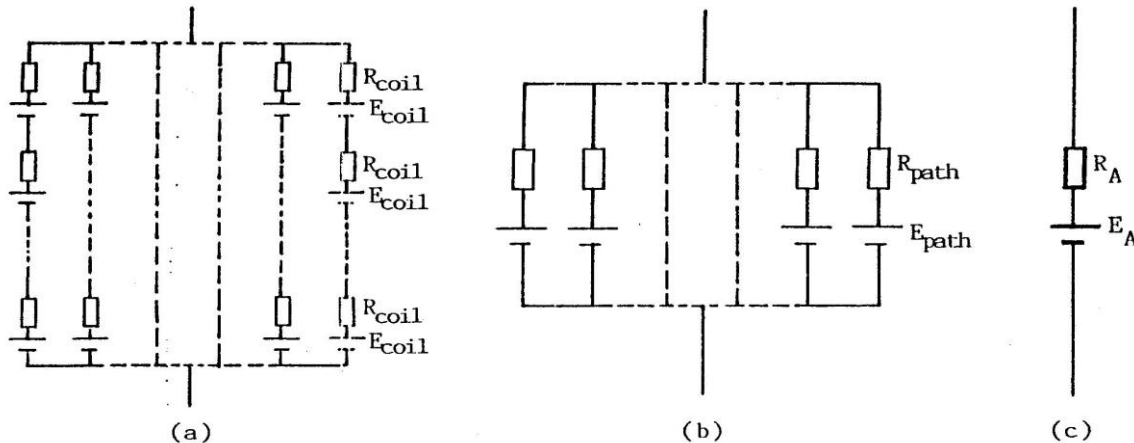 R_coil
E_coil
R_coil
E_coil
R_coil
E_coil
(a)
R_path
E_path
(b)
R_A
E_A
(c)